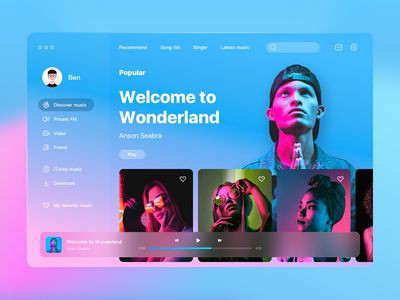 Recommend
Song list
Singer
Latest music
Ben
Discover music
Private FM
Video
Friend
iTunes music
Download
My favorite music
Popular
Welcome to
Wonderland
Anson Seabra
Play
Welcome to Wonderland
Anson Seabra